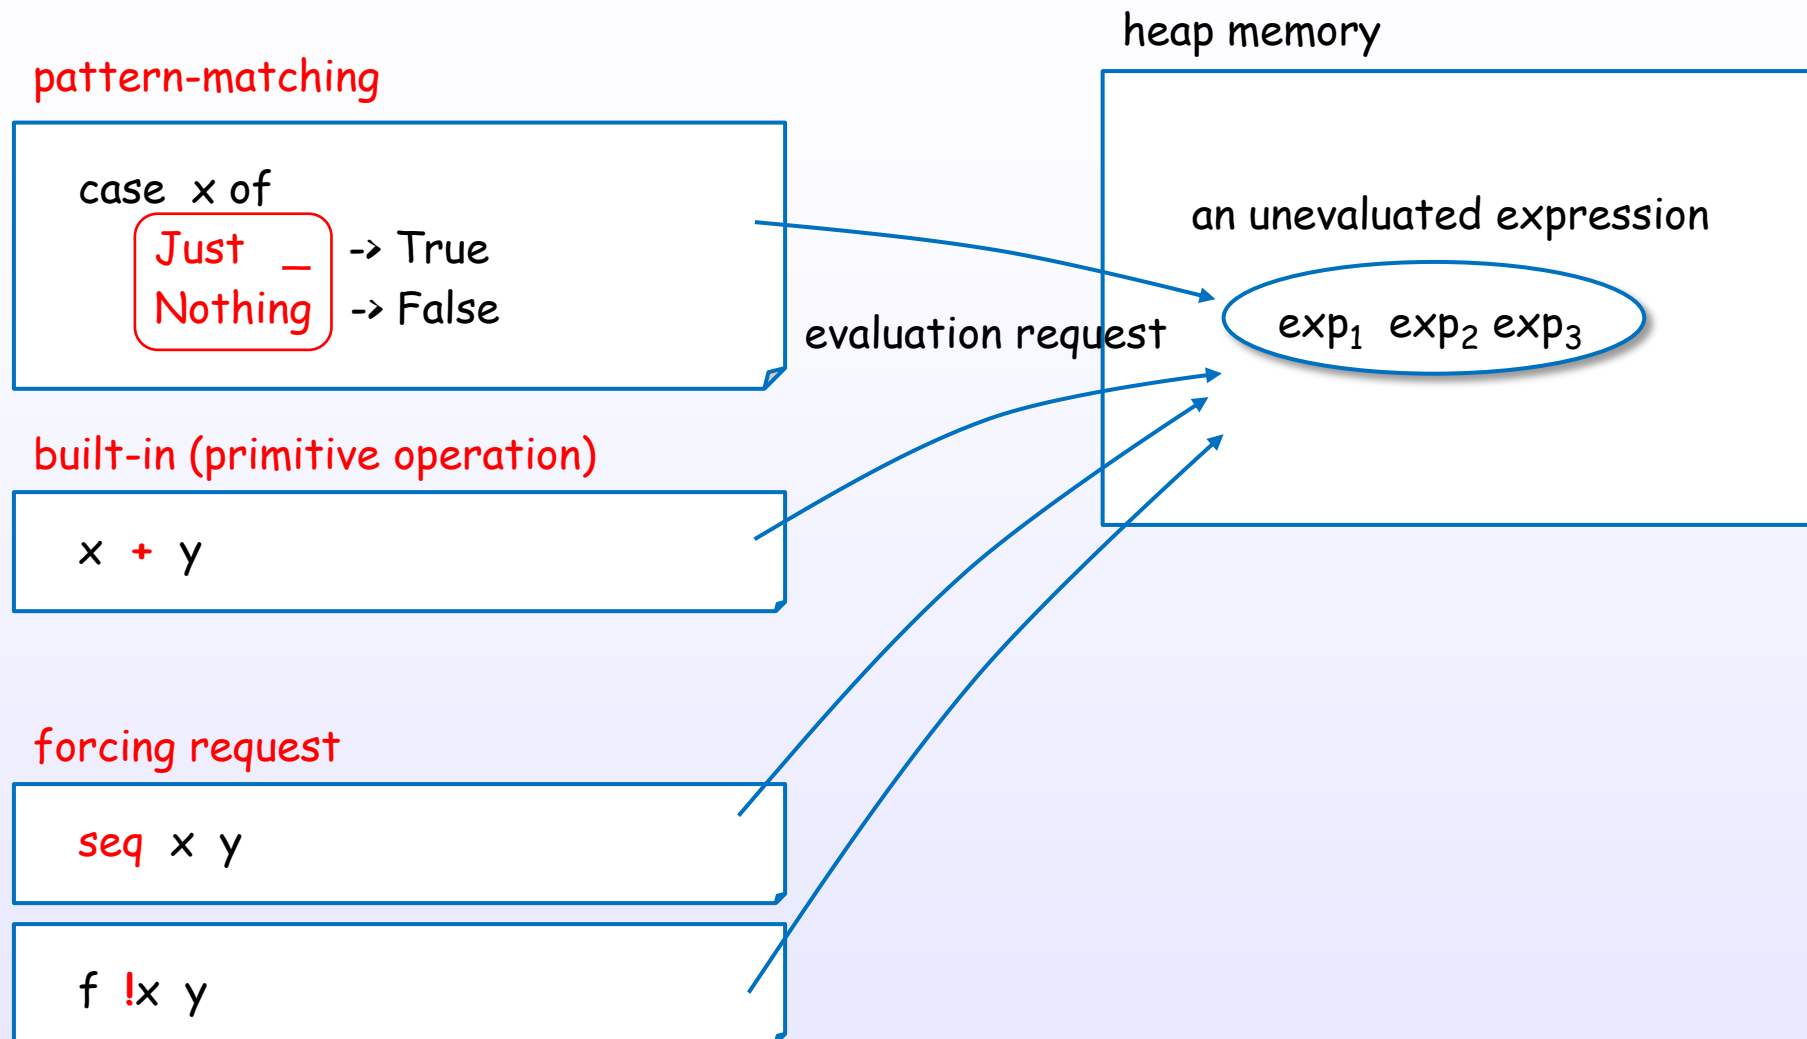 heap memory
pattern-matching
case x of
Just _ -> True
Nothing -> False
an unevaluated expression
exp₁ exp₂ exp₃
evaluation request
built-in (primitive operation)
x + y
forcing request
seq x y
f !x y